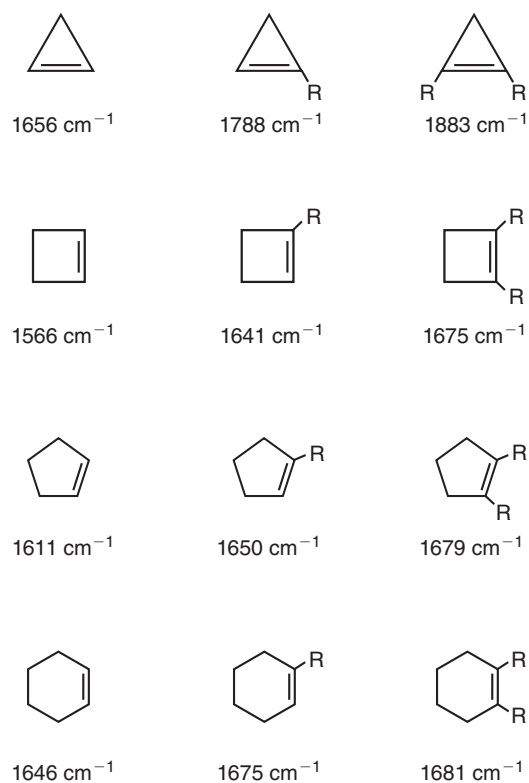 R
R R
1656 cm⁻¹ 1788 cm⁻¹ 1883 cm⁻¹
R R
R
1566 cm⁻¹ 1641 cm⁻¹ 1675 cm⁻¹
R R
R
1611 cm⁻¹ 1650 cm⁻¹ 1679 cm⁻¹
R R
R
1646 cm⁻¹ 1675 cm⁻¹ 1681 cm⁻¹